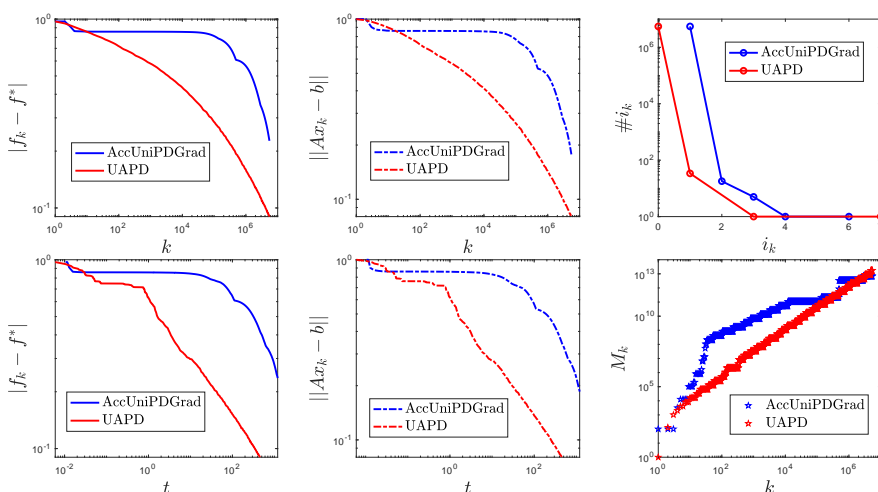 10^0
|f_k − f^*|
AccUniPDGrad
UAPD
10^-1
10^0 10^2 10^4 10^6
k
10^0
||Ax_k − b||
AccUniPDGrad
UAPD
10^-1
10^0 10^2 10^4 10^6
k
10^6
10^4
10^2
10^0
#i_k
AccUniPDGrad
UAPD
0 2 4 6
i_k
10^0
|f_k − f^*|
AccUniPDGrad
UAPD
10^-1
10^-2 10^0 10^2
t
10^0
||Ax_k − b||
AccUniPDGrad
UAPD
10^-1
10^0 10^2
t
10^13
10^10
10^5
10^0
M_k
AccUniPDGrad
UAPD
10^0 10^2 10^4 10^6
k